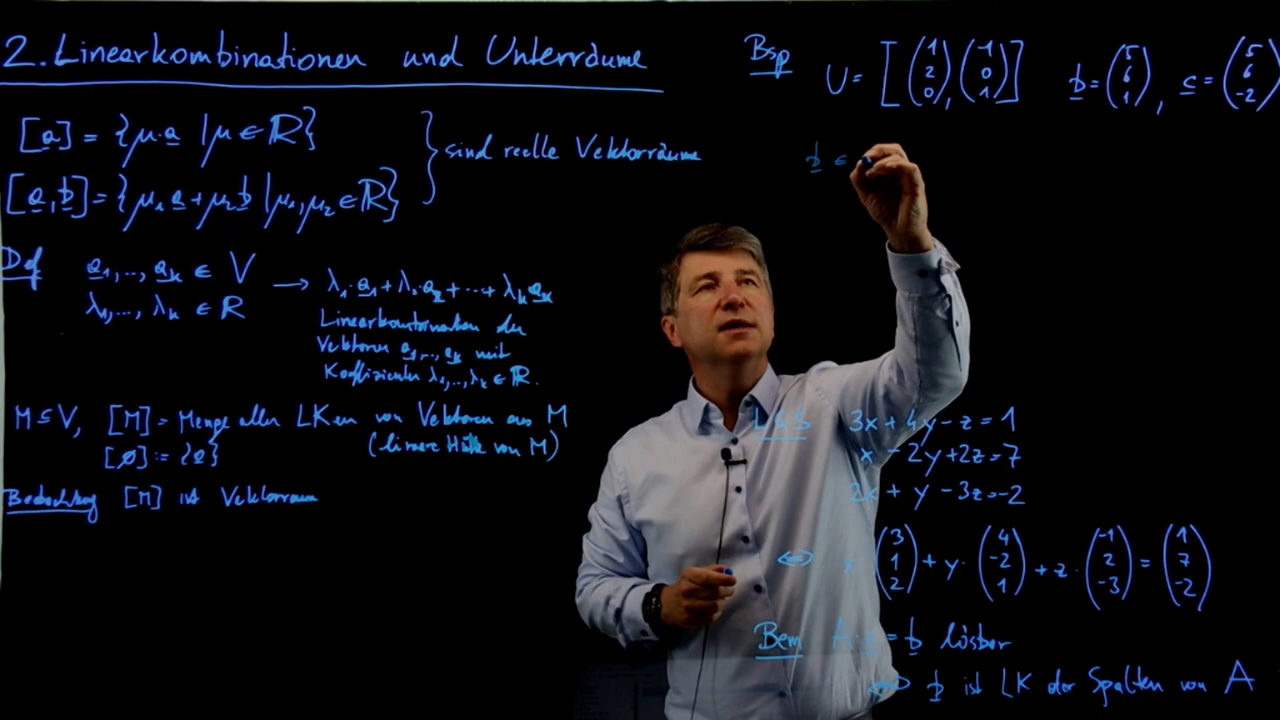 2. Linearkombinationen und Unterräume
[a] = {μ·a | μ ∈ ℝ}
[a,b] = {μ₁a + μ₂b | μ₁, μ₂ ∈ ℝ}
} sind reelle Vektorräume
Def a₁, .., aₖ ∈ V
λ₁, .., λₖ ∈ ℝ
→ λ₁·a₁ + λ₂·a₂ + ⋯ + λₖaₖ
Linearkombination der
Vektoren a₁, .., aₖ mit
Koeffizienten λ₁, .., λₖ ∈ ℝ.
M ⊆ V, [M] = Menge aller LKen von Vektoren aus M
(lineare Hülle von M)
[∅] := {0}
Beobachtung [M] ist Vektorraum
Bsp U = [(1 2 0), (-1 0 1)] b = (5 6 1), c = (5 6 -2)
b ∈
LGS 3x + 4y - z = 1
x - 2y + 2z = 7
2x + y - 3z = -2
⇔ x (3 1 2) + y·(4 -2 1) + z·(-1 2 -3) = (1 7 -2)
Bem A·x = b lösbar
⇔ b ist LK der Spalten von A